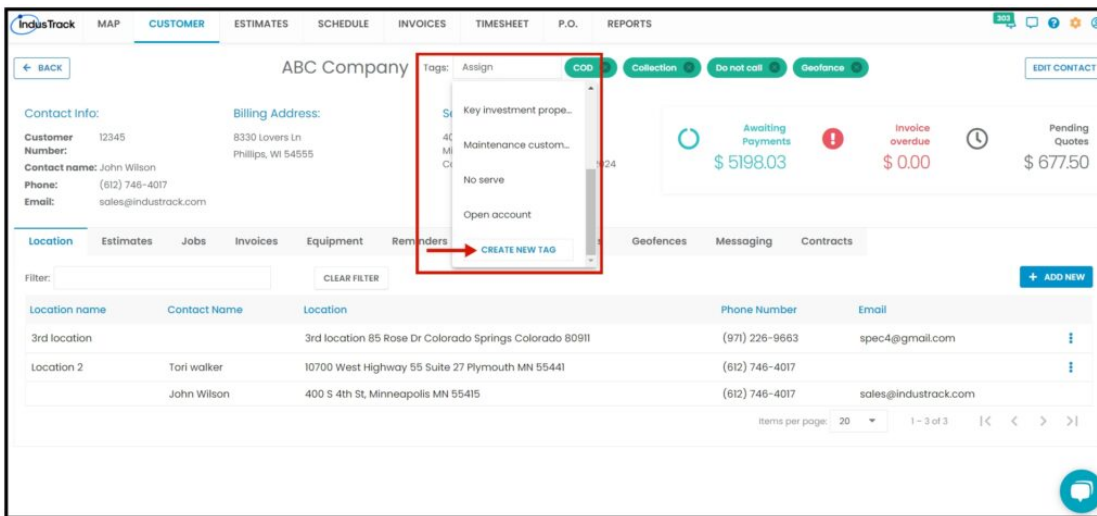 IndusTrack MAP CUSTOMER ESTIMATES SCHEDULE INVOICES TIMESHEET P.O. REPORTS 303
BACK ABC Company Tags: Assign COD Collection Do not call Geofance EDIT CONTACT
Key investment prope...
Maintenance custom...
No serve
Open account
CREATE NEW TAG
Contact Info:
Customer Number: 12345
Contact name: John Wilson
Phone: (612) 746-4017
Email: sales@industrack.com
Billing Address:
8330 Lovers Ln
Phillips, WI 54555
Awaiting Payments
$ 5198.03
Invoice overdue
$ 0.00
Pending Quotes
$ 677.50
Location Estimates Jobs Invoices Equipment Reminders Geofences Messaging Contracts
Filter: CLEAR FILTER + ADD NEW
Location name Contact Name Location Phone Number Email
3rd location 3rd location 85 Rose Dr Colorado Springs Colorado 80911 (971) 226-9663 spec4@gmail.com
Location 2 Tori walker 10700 West Highway 55 Suite 27 Plymouth MN 55441 (612) 746-4017
John Wilson 400 S 4th St, Minneapolis MN 55415 (612) 746-4017 sales@industrack.com
Items per page: 20 1 - 3 of 3